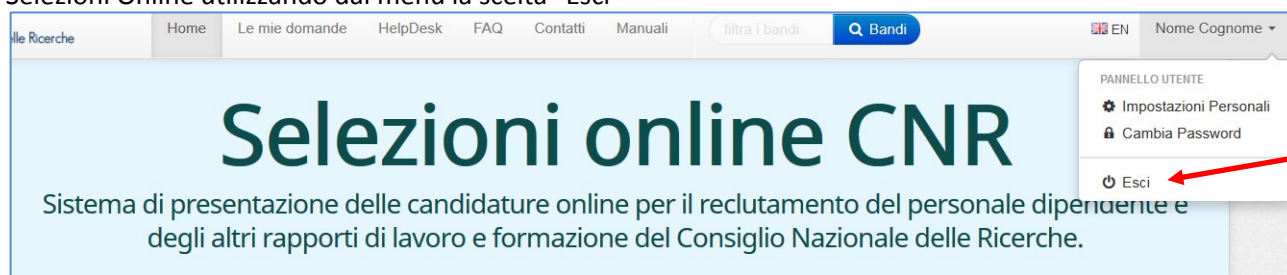 Selezioni Online utilizzando dal menù la scelta "Esci"
lle Ricerche Home Le mie domande HelpDesk FAQ Contatti Manuali filtra i bandi Bandi EN Nome Cognome
PANNELLO UTENTE
Impostazioni Personali
Cambia Password
Esci
Selezioni online CNR
Sistema di presentazione delle candidature online per il reclutamento del personale dipendente e
degli altri rapporti di lavoro e formazione del Consiglio Nazionale delle Ricerche.